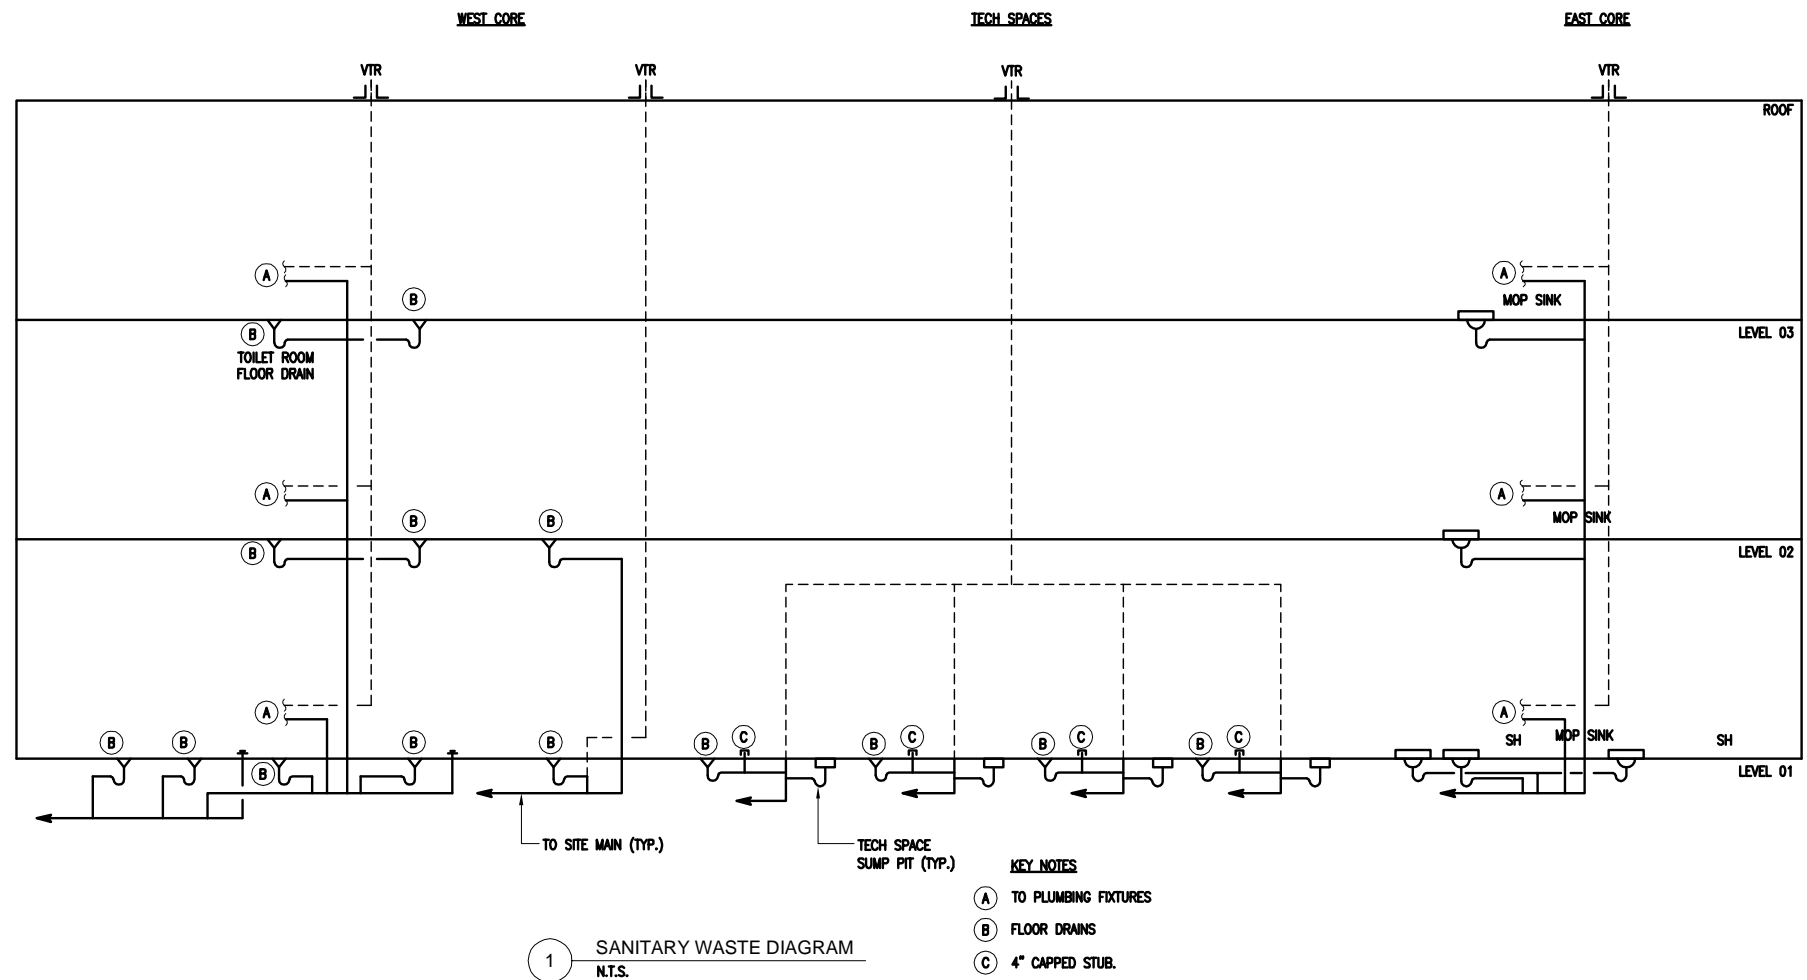 WEST CORE
TECH SPACES
EAST CORE
VTR
VTR
VTR
VTR
ROOF
A
B
A
MOP SINK
B
TOILET ROOM
FLOOR DRAIN
LEVEL 03
A
A
MOP SINK
B
B
B
LEVEL 02
A
A
MOP SINK
SH
SH
B
B
B
B
B
B
C
B
C
B
C
B
C
LEVEL 01
TO SITE MAIN (TYP.)
TECH SPACE
SUMP PIT (TYP.)
KEY NOTES
A TO PLUMBING FIXTURES
B FLOOR DRAINS
C 4" CAPPED STUB.
1 SANITARY WASTE DIAGRAM
N.T.S.